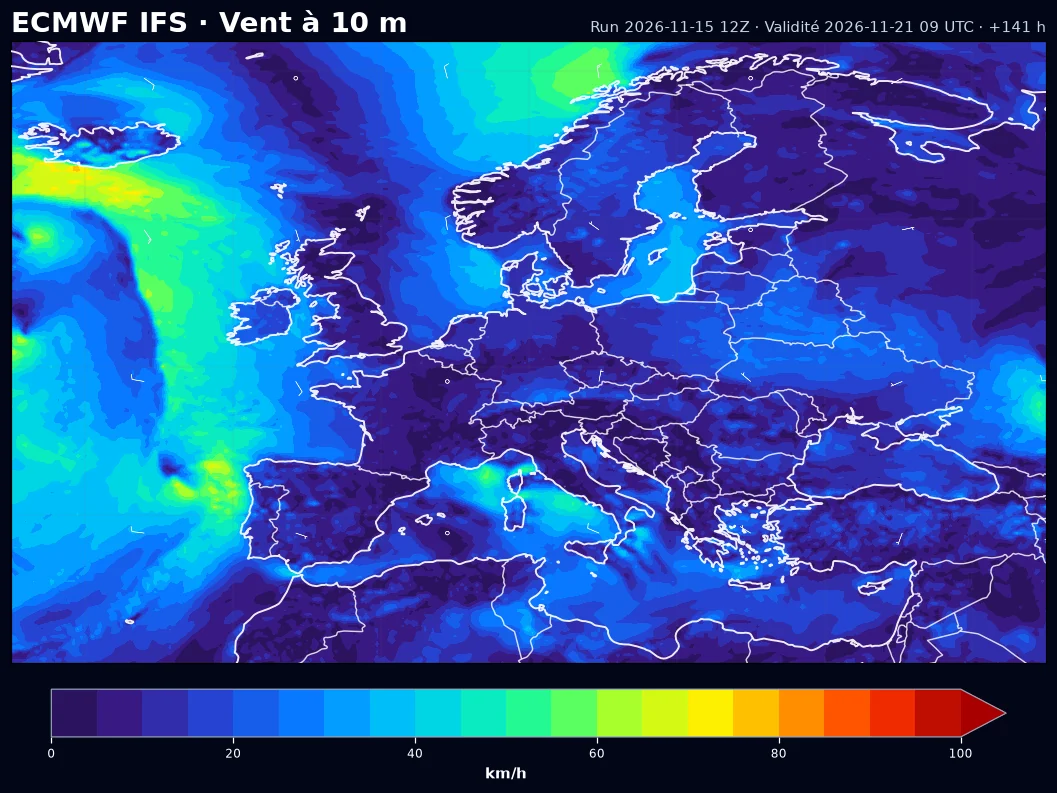 ECMWF IFS · Vent à 10 m
Run 2026-11-15 12Z · Validité 2026-11-21 09 UTC · +141 h
0 20 40 60 80 100
km/h